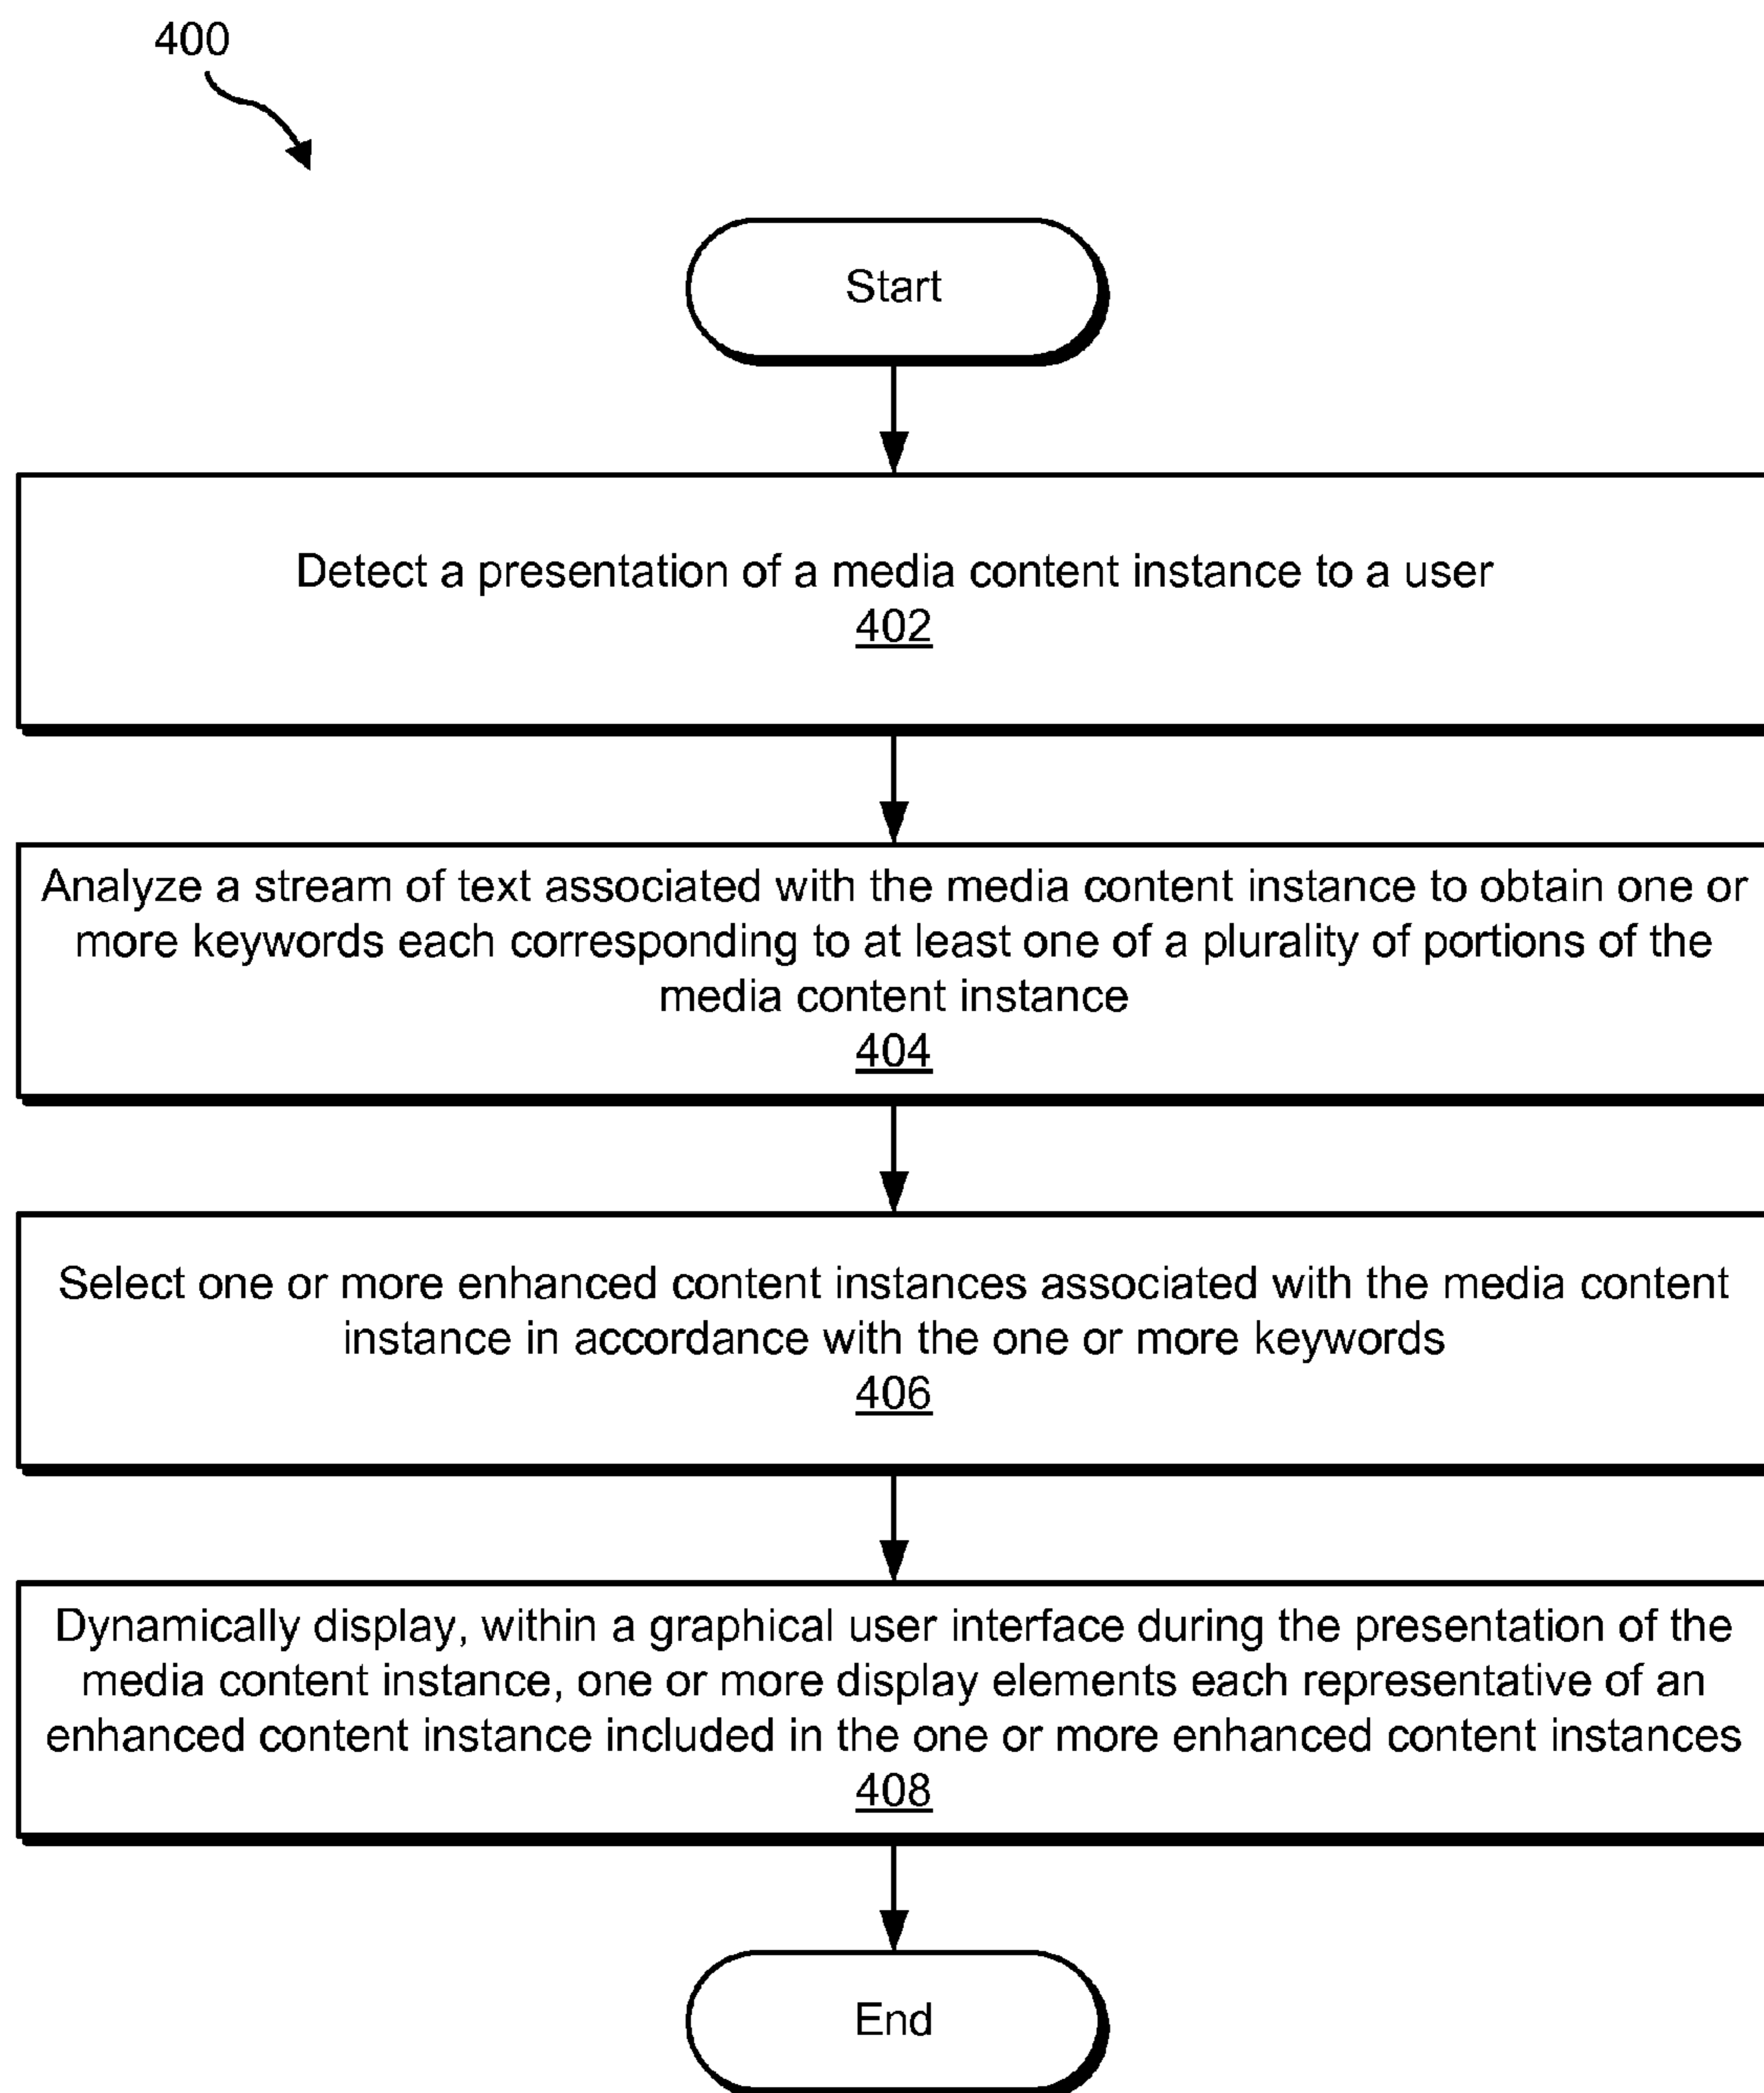 400
Start
Detect a presentation of a media content instance to a user
402
Analyze a stream of text associated with the media content instance to obtain one or
more keywords each corresponding to at least one of a plurality of portions of the
media content instance
404
Select one or more enhanced content instances associated with the media content
instance in accordance with the one or more keywords
406
Dynamically display, within a graphical user interface during the presentation of the
media content instance, one or more display elements each representative of an
enhanced content instance included in the one or more enhanced content instances
408
End